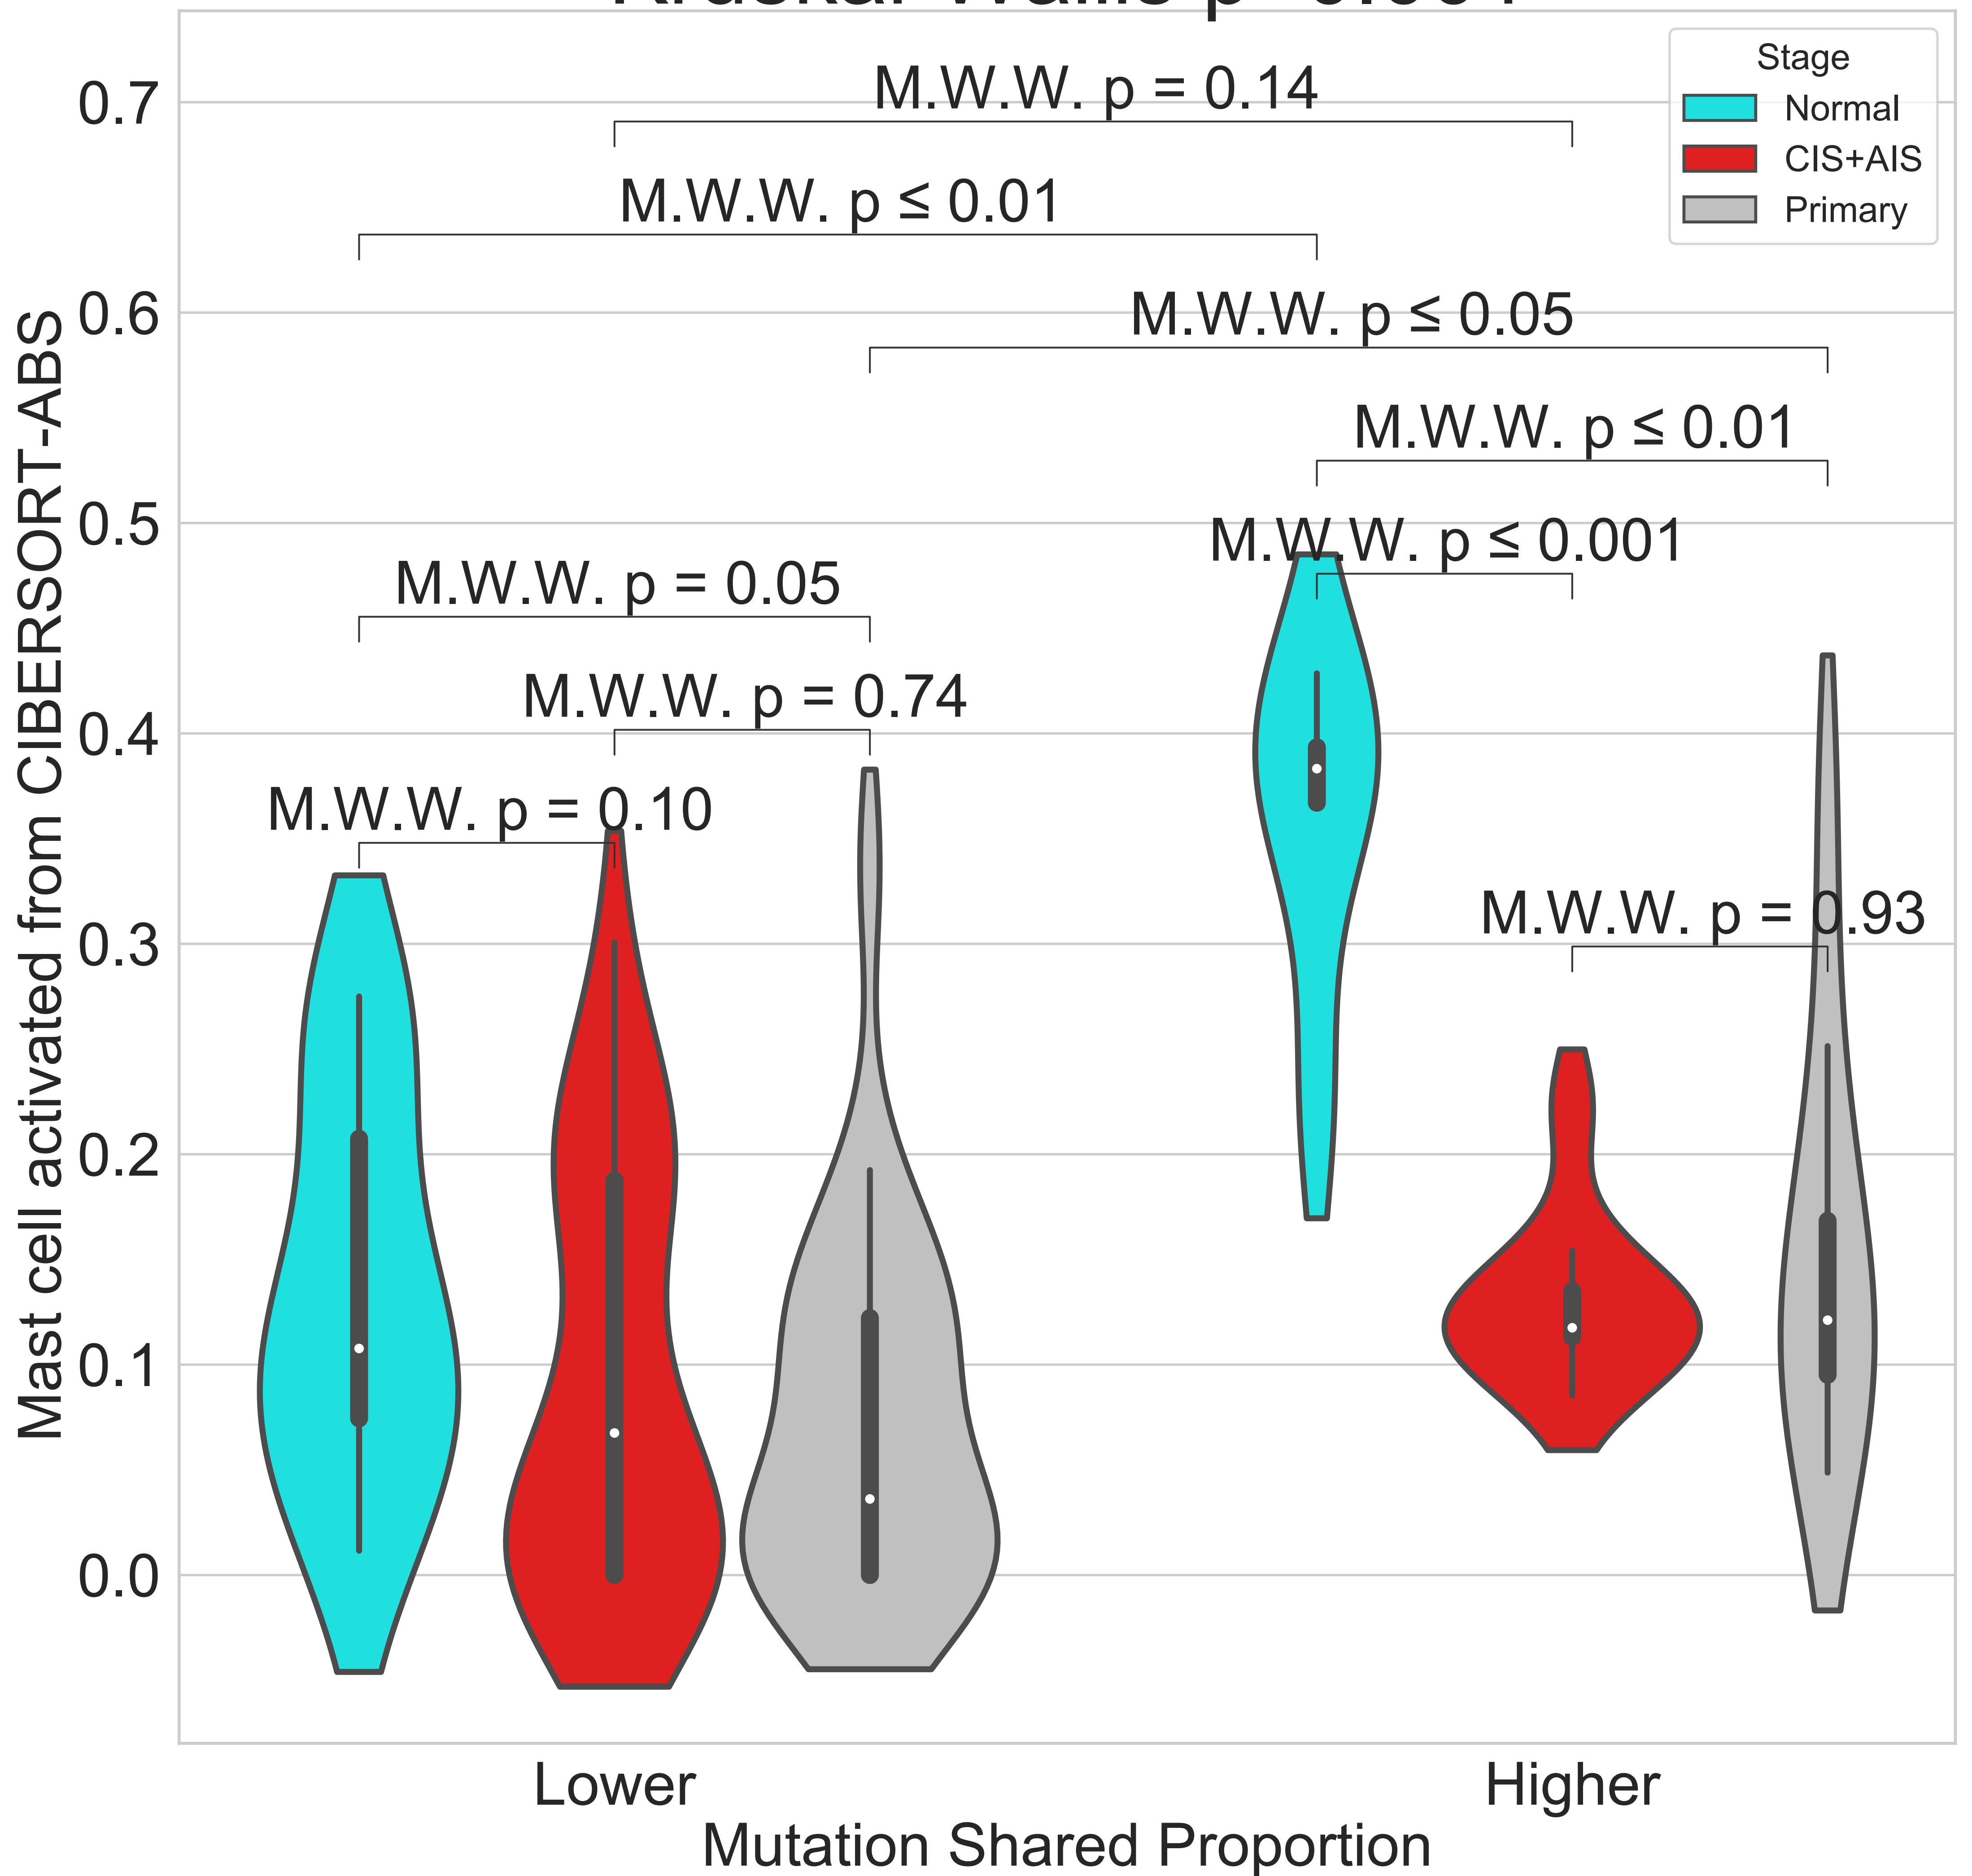 Stage
Normal
CIS+AIS
Primary
M.W.W. p = 0.14
M.W.W. p ≤ 0.01
M.W.W. p ≤ 0.05
M.W.W. p ≤ 0.01
M.W.W. p ≤ 0.001
M.W.W. p = 0.05
M.W.W. p = 0.74
M.W.W. p = 0.10
M.W.W. p = 0.93
Mast cell activated from CIBERSORT-ABS
0.7
0.6
0.5
0.4
0.3
0.2
0.1
0.0
Lower
Higher
Mutation Shared Proportion